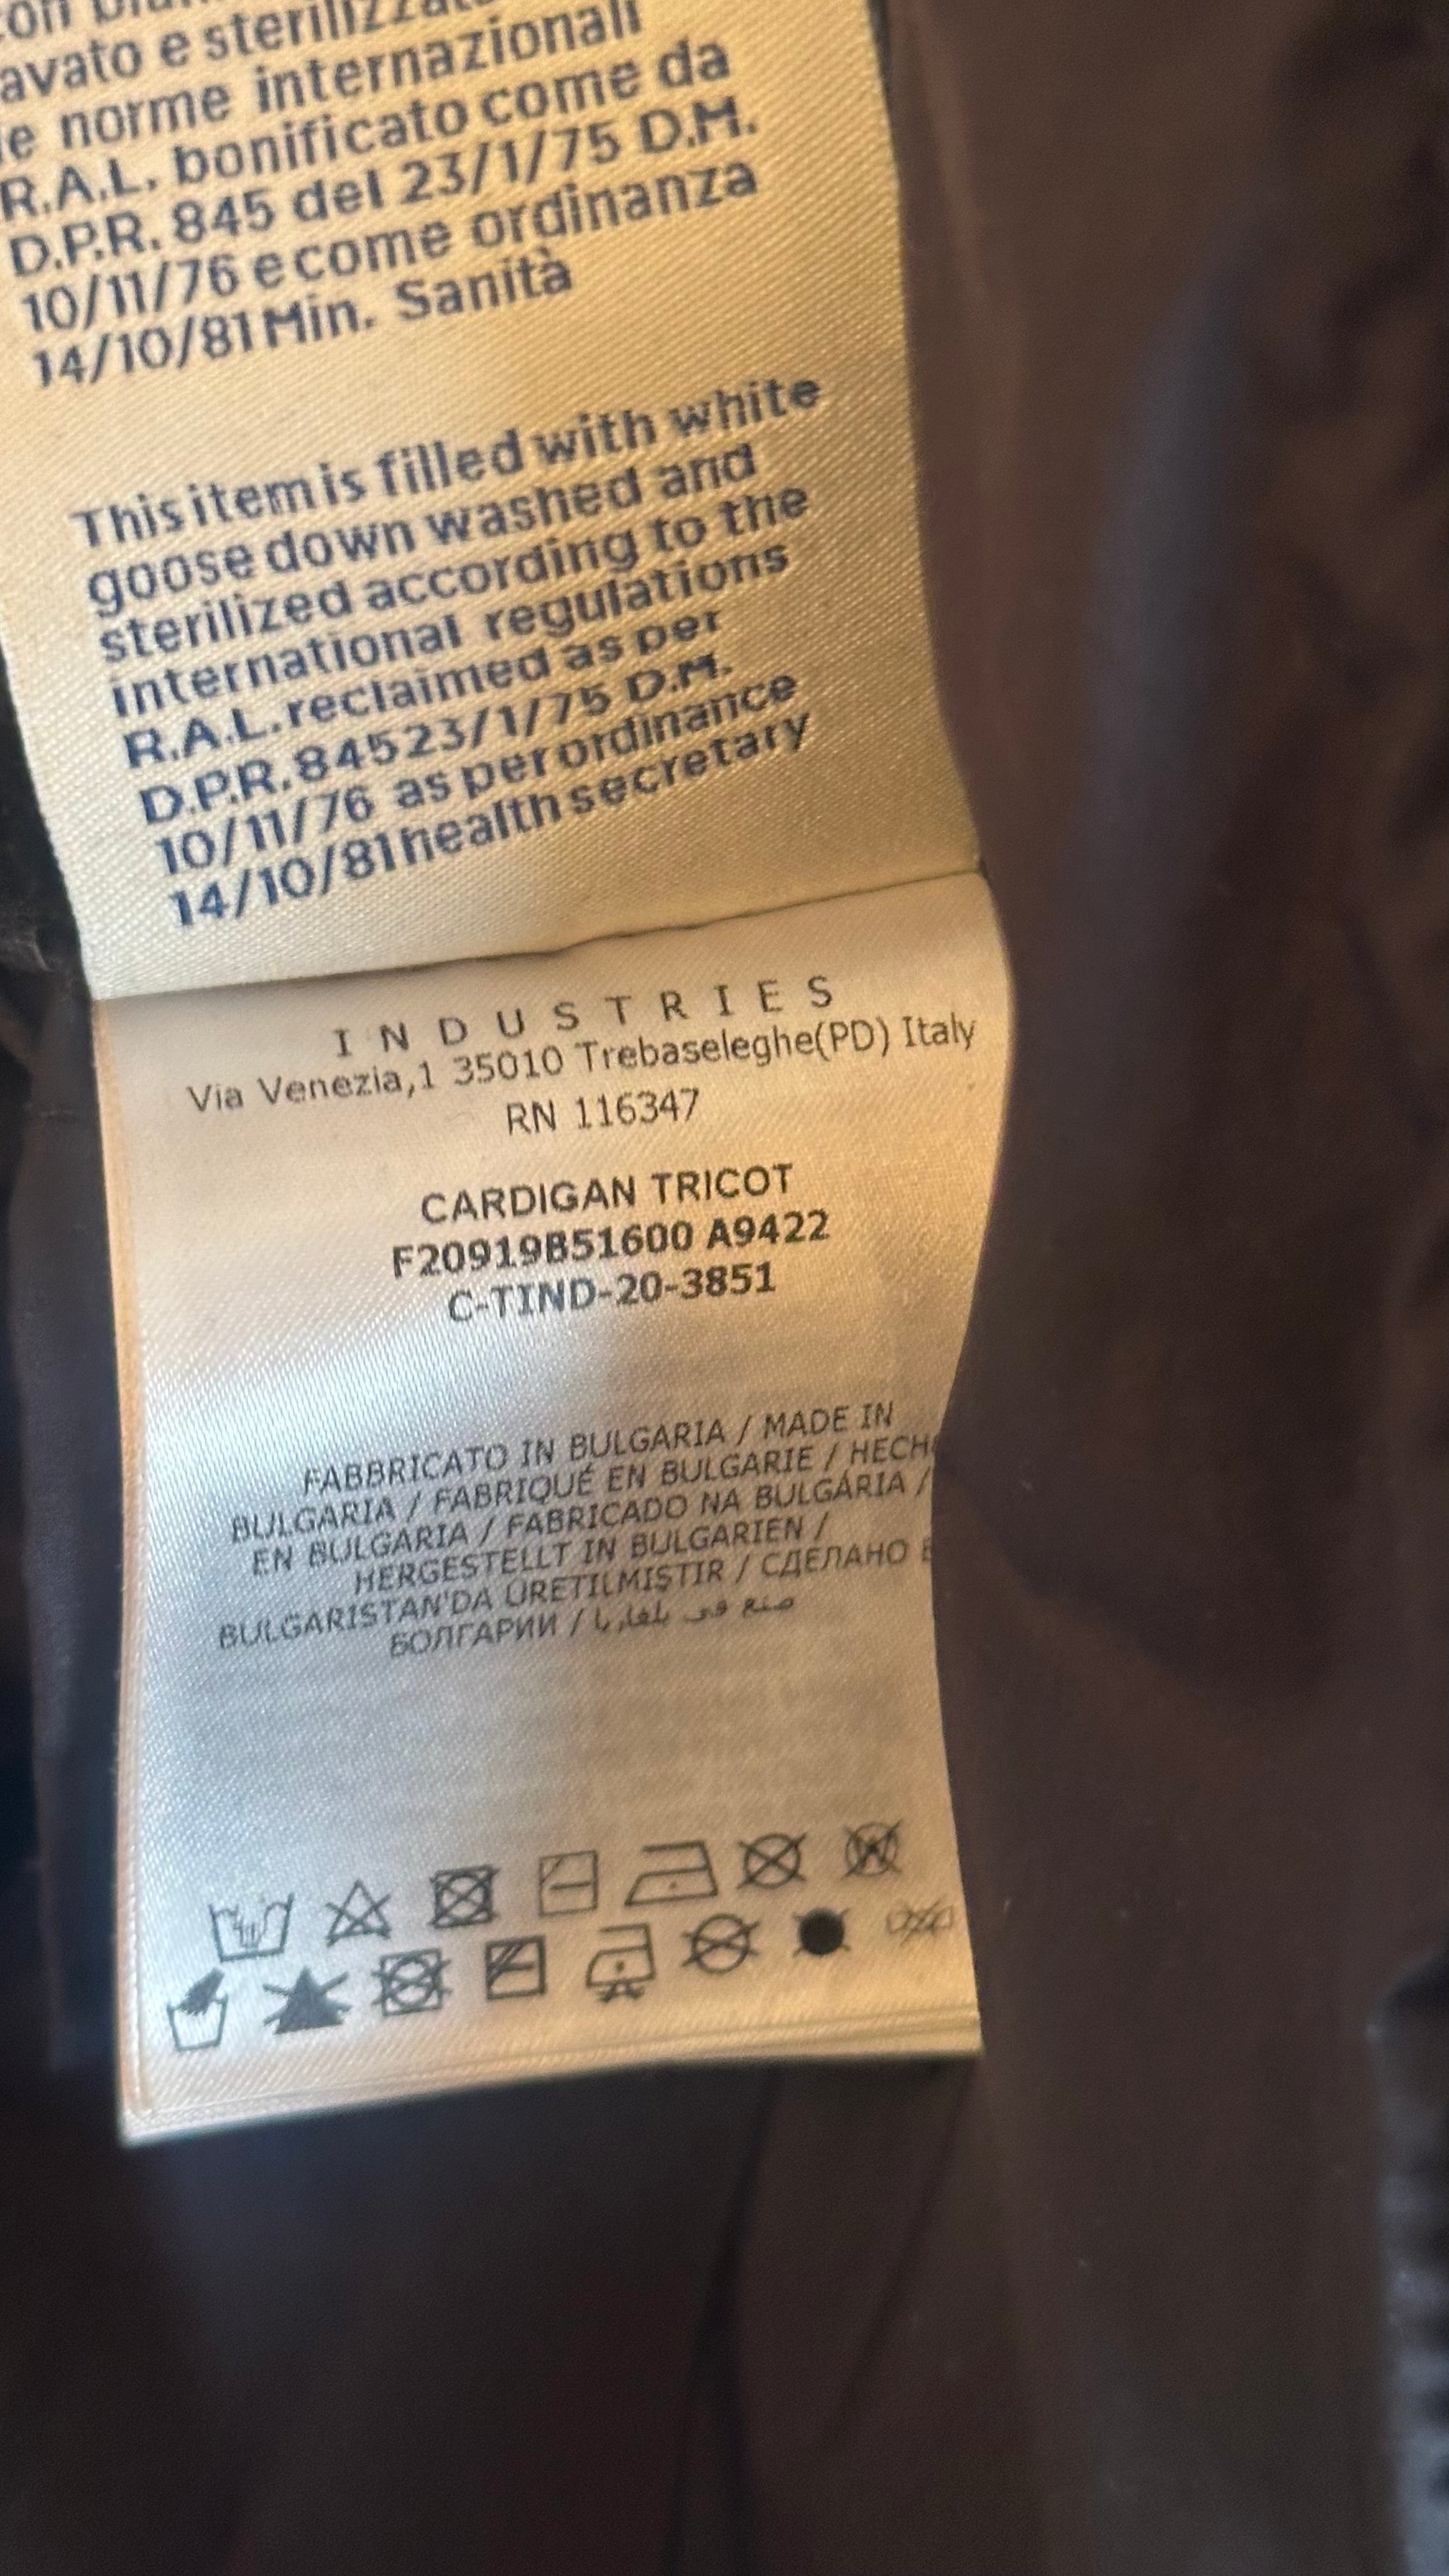 avato e sterilizzato
le norme internazionali
R.A.L. bonificato come da
D.P.R. 845 del 23/1/75 D.M.
10/11/76 e come ordinanza
14/10/81 Min. Sanità
This item is filled with white
goose down washed and
sterilized according to the
international regulations
R.A.L. reclaimed as per
D.P.R. 845 23/1/75 D.M.
10/11/76 as per ordinance
14/10/81 health secretary
INDUSTRIES
Via Venezia,1 35010 Trebaseleghe(PD) Italy
RN 116347
CARDIGAN TRICOT
F20919B51600 A9422
C-TIND-20-3851
FABBRICATO IN BULGARIA / MADE IN
BULGARIA / FABRIQUÉ EN BULGARIE / HECHO
EN BULGARIA / FABRICADO NA BULGÁRIA /
HERGESTELLT IN BULGARIEN /
BULGARISTAN'DA ÜRETILMISTIR / СДЕЛАНО В
БОЛГАРИИ / صنع في بلغاريا
W